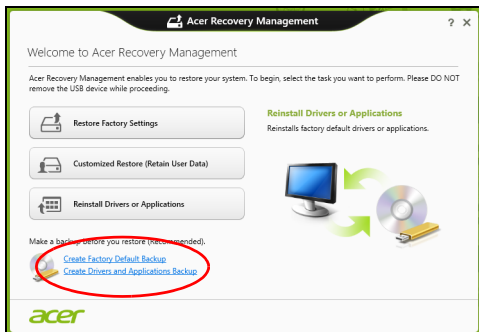 Acer Recovery Management
? ×
Welcome to Acer Recovery Management
Acer Recovery Management enables you to restore your system. To begin, select the task you want to perform. Please DO NOT
remove the USB device while proceeding.
Restore Factory Settings
Customized Restore (Retain User Data)
Reinstall Drivers or Applications
Reinstall Drivers or Applications
Reinstalls factory default drivers or applications.
Make a backup before you restore (Recommended).
Create Factory Default Backup
Create Drivers and Applications Backup
acer